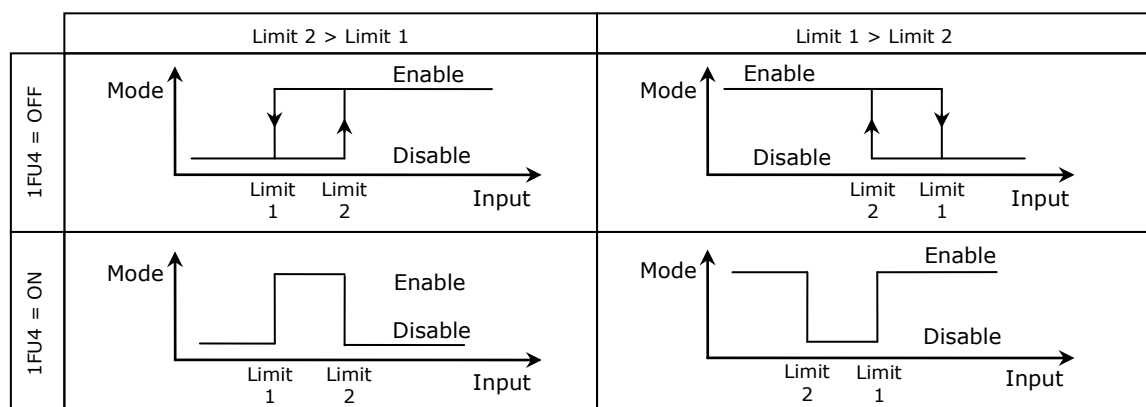 Limit 2 > Limit 1
Limit 1 > Limit 2
1FU4 = OFF
Mode
Enable
Disable
Limit
1
Limit
2
Input
Mode
Enable
Disable
Limit
2
Limit
1
Input
1FU4 = ON
Mode
Enable
Disable
Limit
1
Limit
2
Input
Mode
Enable
Disable
Limit
2
Limit
1
Input